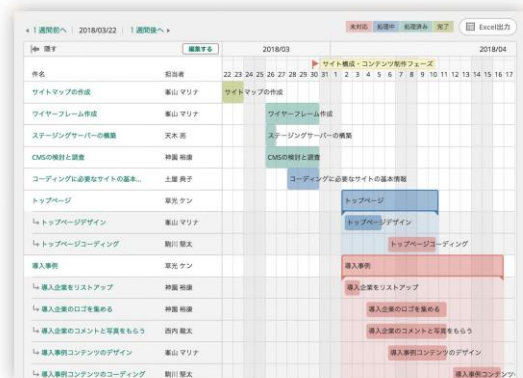 « 1週間前へ | 2018/03/22 | 1週間後へ »
未対応 処理中 処理済み 完了 Excel出力
隠す 編集する 2018/03 2018/04
サイト構成・コンテンツ制作フェーズ
件名 担当者 22 23 24 25 26 27 28 29 30 31 1 2 3 4 5 6 7 8 9 10 11 12 13 14 15 16 17
サイトマップの作成 峯山 マリナ サイトマップの作成
ワイヤーフレーム作成 峯山 マリナ ワイヤーフレーム作成
ステージングサーバーの構築 天木 亮 ステージングサーバーの構築
CMSの検討と調査 神園 裕康 CMSの検討と調査
コーディングに必要なサイトの基本... 土屋 典子 コーディングに必要なサイトの基本情報
トップページ 草光 ケン トップページ
トップページデザイン 峯山 マリナ トップページデザイン
トップページコーディング 駒川 堅太 トップページコーディング
導入事例 草光 ケン 導入事例
導入企業をリストアップ 神園 裕康 導入企業をリストアップ
導入企業のロゴを集める 神園 裕康 導入企業のロゴを集める
導入企業のコメントと写真をもらう 西内 龍太 導入企業のコメントと写真をもらう
導入事例コンテンツのデザイン 峯山 マリナ 導入事例コンテンツのデザイン
導入事例コンテンツのコーディング 駒川 堅太 導入事例コンテンツ